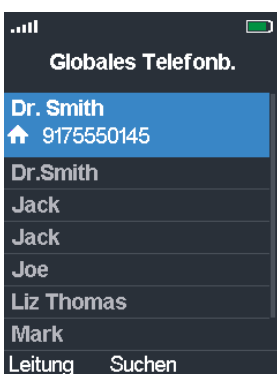 Globales Telefonb.
Dr. Smith
9175550145
Dr.Smith
Jack
Jack
Joe
Liz Thomas
Mark
Leitung Suchen